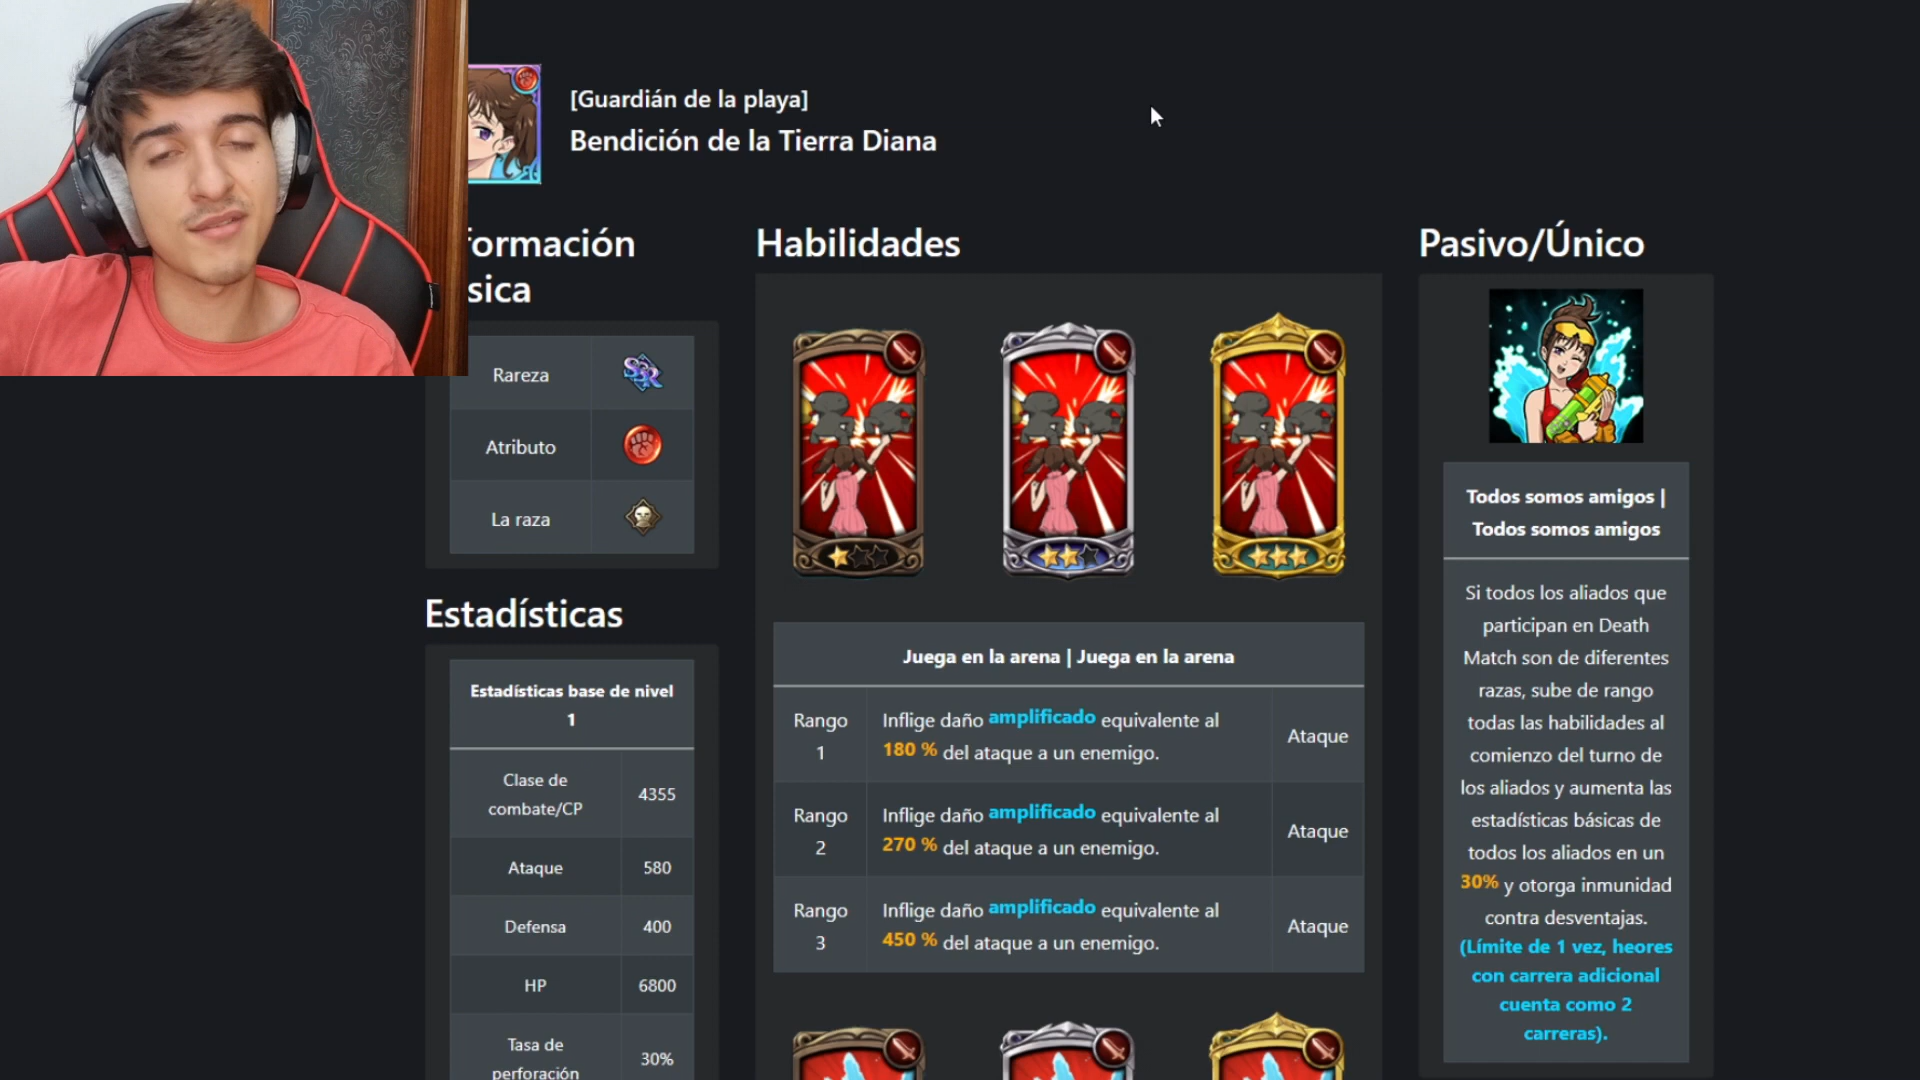 [Guardián de la playa]
Bendición de la Tierra Diana
formación
sica
Rareza
SSR
Atributo
La raza
Estadísticas
Estadísticas base de nivel
1
Clase de
combate/CP
4355
Ataque
580
Defensa
400
HP
6800
Tasa de
perforación
30%
Habilidades
Juega en la arena | Juega en la arena
Rango
1
Inflige daño amplificado equivalente al
180 % del ataque a un enemigo.
Ataque
Rango
2
Inflige daño amplificado equivalente al
270 % del ataque a un enemigo.
Ataque
Rango
3
Inflige daño amplificado equivalente al
450 % del ataque a un enemigo.
Ataque
Pasivo/Único
Todos somos amigos |
Todos somos amigos
Si todos los aliados que
participan en Death
Match son de diferentes
razas, sube de rango
todas las habilidades al
comienzo del turno de
los aliados y aumenta las
estadísticas básicas de
todos los aliados en un
30% y otorga inmunidad
contra desventajas.
(Límite de 1 vez, heores
con carrera adicional
cuenta como 2
carreras).